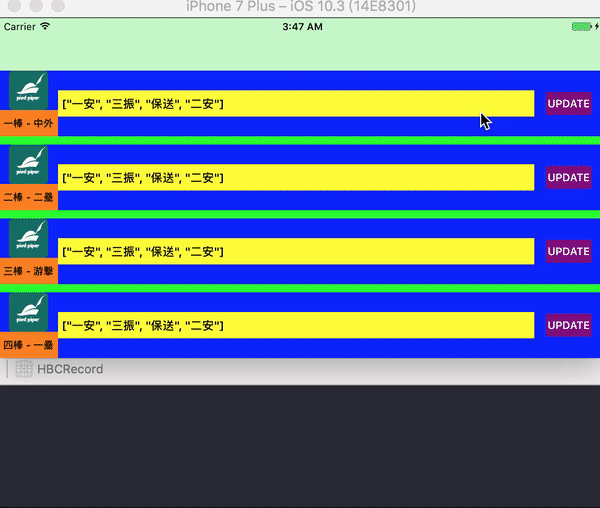 iPhone 7 Plus – iOS 10.3 (14E8301)
Carrier 3:47 AM
pied piper
["一安", "三振", "保送", "二安"] UPDATE
一棒 - 中外
pied piper
["一安", "三振", "保送", "二安"] UPDATE
二棒 - 二壘
pied piper
["一安", "三振", "保送", "二安"] UPDATE
三棒 - 游擊
pied piper
["一安", "三振", "保送", "二安"] UPDATE
四棒 - 一壘
HBCRecord